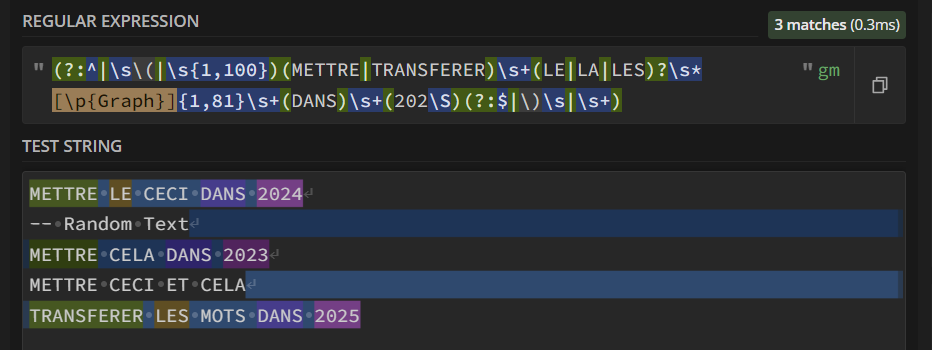 REGULAR EXPRESSION
3 matches (0.3ms)
" (?:^|\s\(|\s{1,100})(METTRE|TRANSFERER)\s+(LE|LA|LES)?\s* " gm
[\p{Graph}]{1,81}\s+(DANS)\s+(202\S)(?:$|\)\s|\s+)
TEST STRING
METTRE•LE•CECI•DANS•2024↵
--•Random•Text↵
METTRE•CELA•DANS•2023↵
METTRE•CECI•ET•CELA↵
TRANSFERER•LES•MOTS•DANS•2025